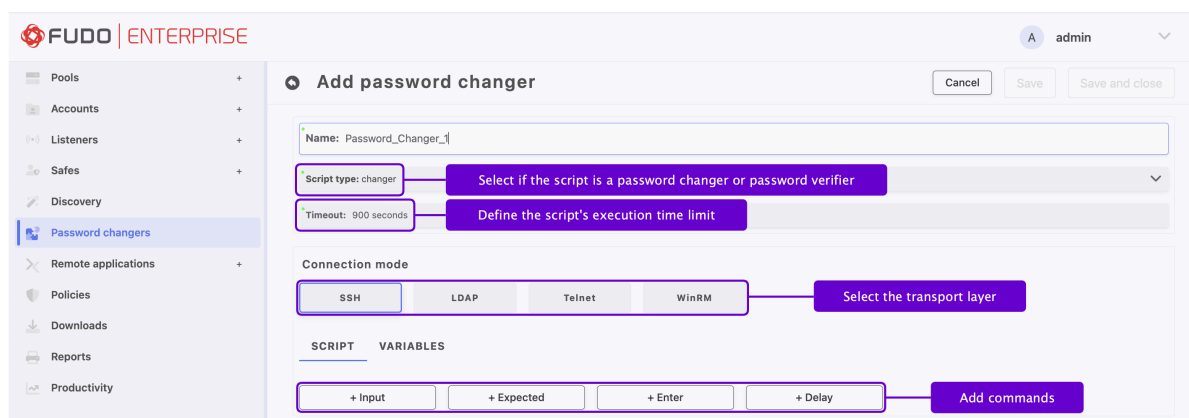 FUDO ENTERPRISE
A admin
Pools +
Accounts +
Listeners +
Safes +
Discovery
Password changers
Remote applications +
Policies
Downloads
Reports
Productivity
Add password changer
Cancel Save Save and close
* Name: Password_Changer_1
* Script type: changer Select if the script is a password changer or password verifier
* Timeout: 900 seconds Define the script's execution time limit
Connection mode
SSH LDAP Telnet WinRM Select the transport layer
SCRIPT VARIABLES
+ Input + Expected + Enter + Delay Add commands